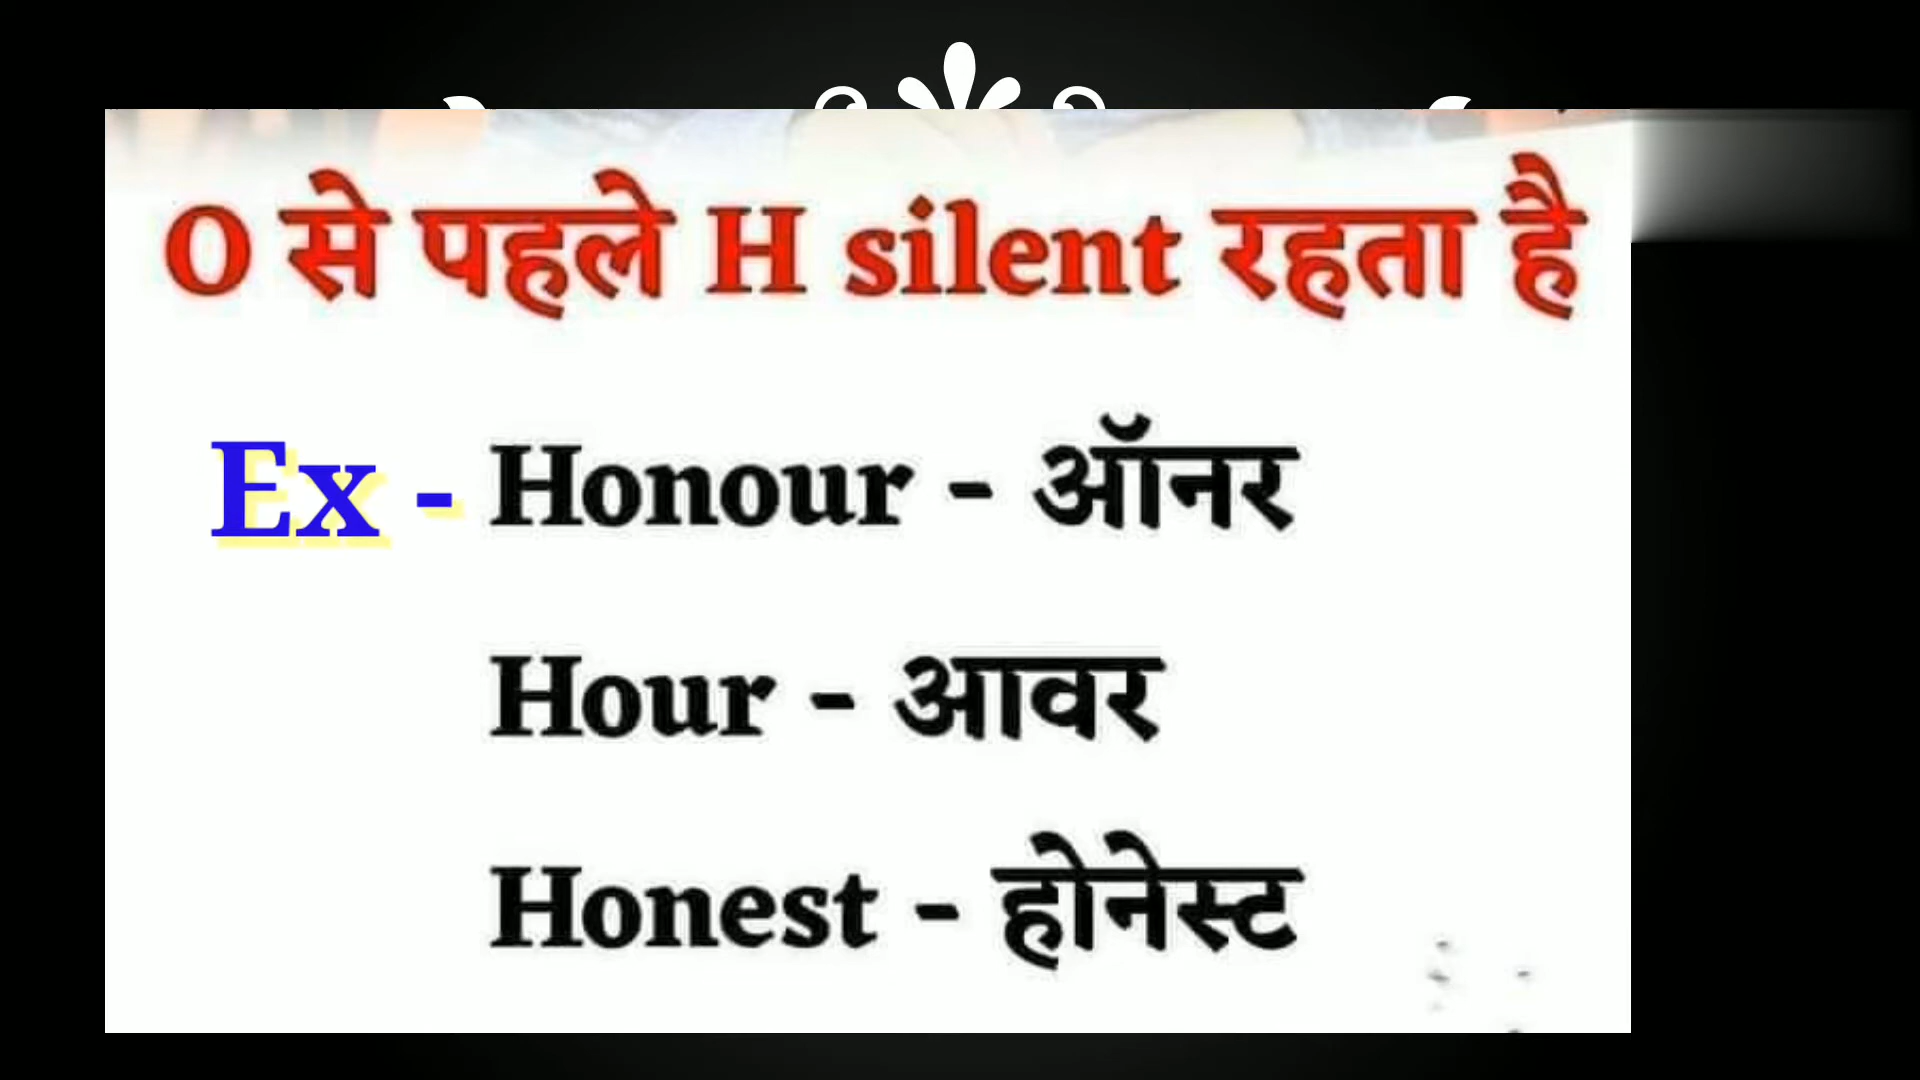 O से पहले H silent रहता है
Ex - Honour - ऑनर
Hour - आवर
Honest - होनेस्ट